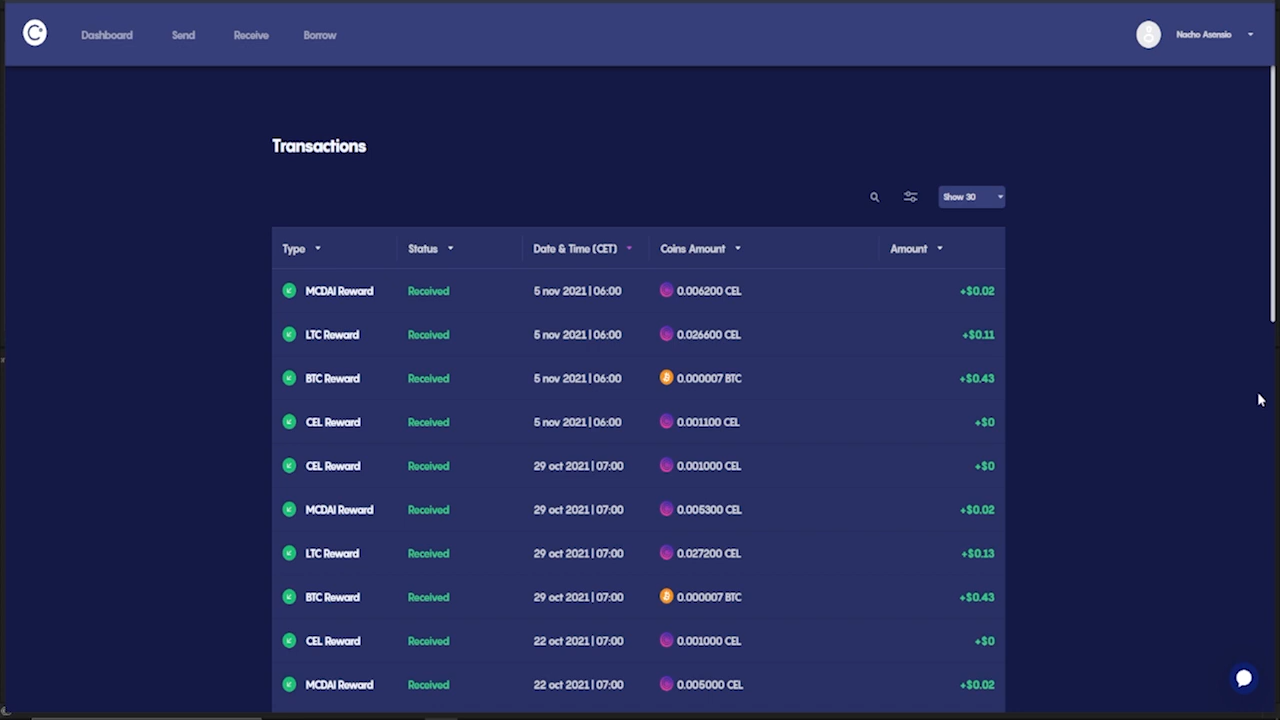 Dashboard Send Receive Borrow Nacho Asensio
Transactions
Show 30
Type Status Date & Time (CET) Coins Amount Amount
MCDAI Reward Received 5 nov 2021 | 06:00 0.006200 CEL +$0.02
LTC Reward Received 5 nov 2021 | 06:00 0.026600 CEL +$0.11
BTC Reward Received 5 nov 2021 | 06:00 0.000007 BTC +$0.43
CEL Reward Received 5 nov 2021 | 06:00 0.001100 CEL +$0
CEL Reward Received 29 oct 2021 | 07:00 0.001000 CEL +$0
MCDAI Reward Received 29 oct 2021 | 07:00 0.005300 CEL +$0.02
LTC Reward Received 29 oct 2021 | 07:00 0.027200 CEL +$0.13
BTC Reward Received 29 oct 2021 | 07:00 0.000007 BTC +$0.43
CEL Reward Received 22 oct 2021 | 07:00 0.001000 CEL +$0
MCDAI Reward Received 22 oct 2021 | 07:00 0.005000 CEL +$0.02